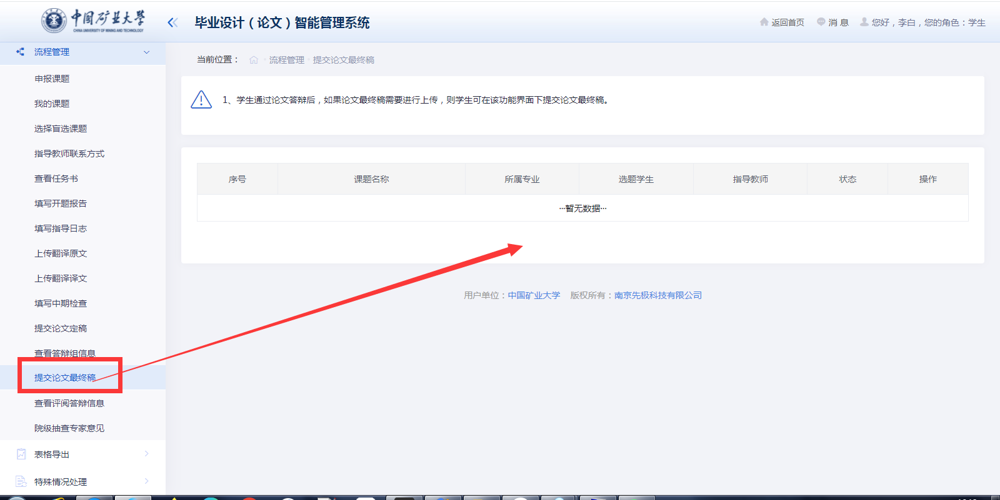 中国矿业大学
CHINA UNIVERSITY OF MINING AND TECHNOLOGY
毕业设计（论文）智能管理系统
返回首页 消 息 您好，李白，您的角色：学生
流程管理
申报课题
我的课题
选择盲选课题
指导教师联系方式
查看任务书
填写开题报告
填写指导日志
上传翻译原文
上传翻译译文
填写中期检查
提交论文定稿
查看答辩组信息
提交论文最终稿
查看评阅答辩信息
院级抽查专家意见
表格导出
特殊情况处理
当前位置： 流程管理 提交论文最终稿
1、学生通过论文答辩后，如果论文最终稿需要进行上传，则学生可在该功能界面下提交论文最终稿。
序号 课题名称 所属专业 选题学生 指导教师 状态 操作
···暂无数据···
用户单位：中国矿业大学 版权所有：南京先极科技有限公司